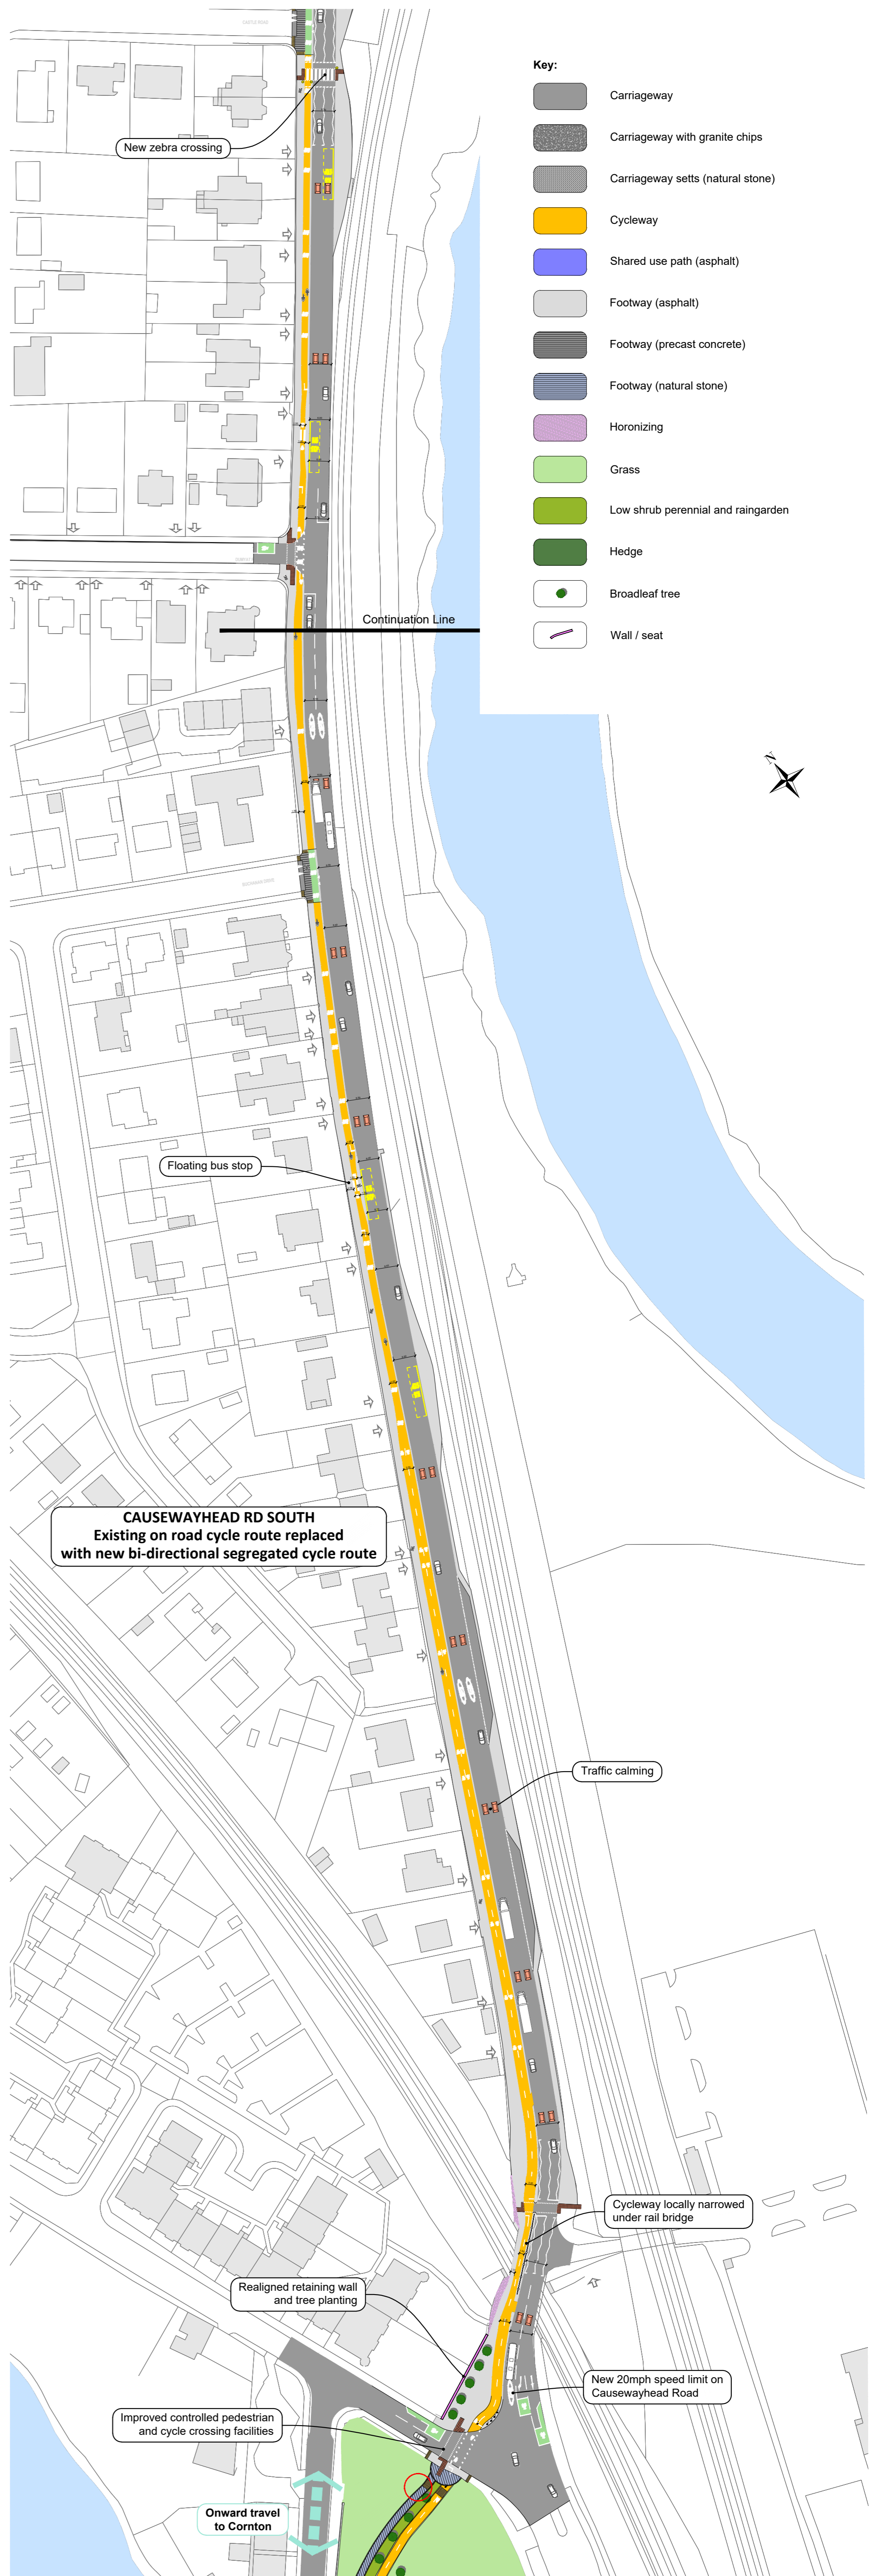 Key:
Carriageway
Carriageway with granite chips
Carriageway setts (natural stone)
Cycleway
Shared use path (asphalt)
Footway (asphalt)
Footway (precast concrete)
Footway (natural stone)
Horonizing
Grass
Low shrub perennial and raingarden
Hedge
Broadleaf tree
Wall / seat
New zebra crossing
Continuation Line
N
Floating bus stop
CAUSEWAYHEAD RD SOUTH
Existing on road cycle route replaced
with new bi-directional segregated cycle route
Traffic calming
Cycleway locally narrowed
under rail bridge
Realigned retaining wall
and tree planting
New 20mph speed limit on
Causewayhead Road
Improved controlled pedestrian
and cycle crossing facilities
Onward travel
to Cornton